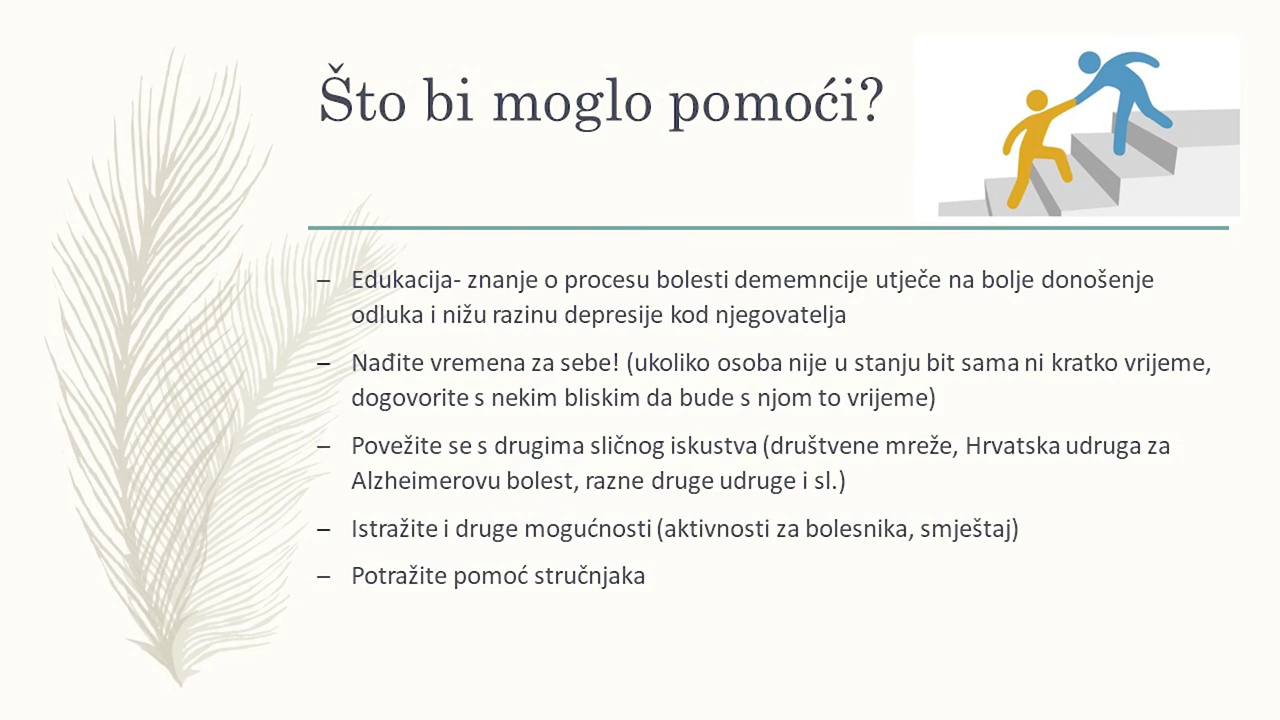 Što bi moglo pomoći?
– Edukacija- znanje o procesu bolesti dememncije utječe na bolje donošenje
odluka i nižu razinu depresije kod njegovatelja
– Nađite vremena za sebe! (ukoliko osoba nije u stanju bit sama ni kratko vrijeme,
dogovorite s nekim bliskim da bude s njom to vrijeme)
– Povežite se s drugima sličnog iskustva (društvene mreže, Hrvatska udruga za
Alzheimerovu bolest, razne druge udruge i sl.)
– Istražite i druge mogućnosti (aktivnosti za bolesnika, smještaj)
– Potražite pomoć stručnjaka